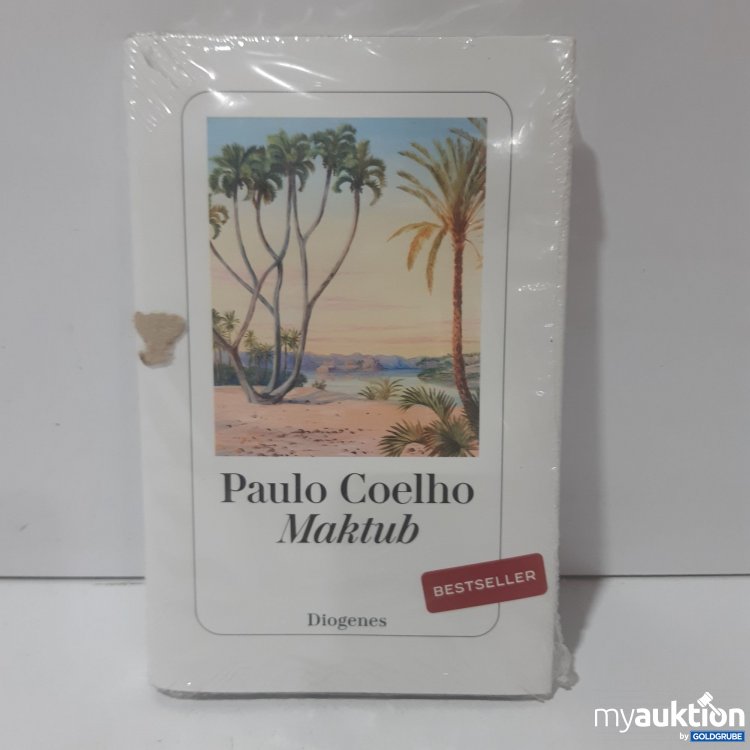 Paulo Coelho
Maktub
BESTSELLER
Diogenes
myauktion
by GOLDGRUBE